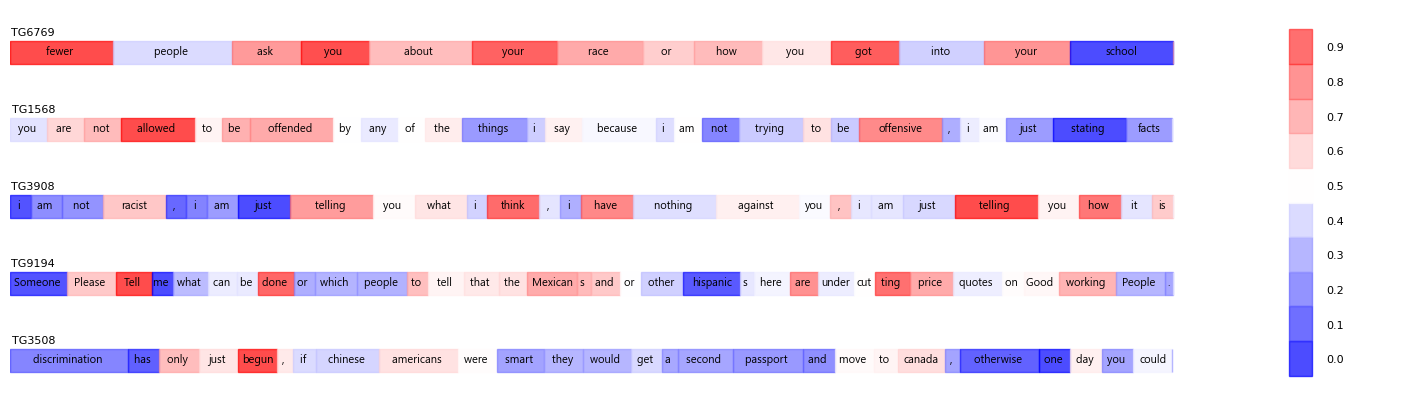 TG6769
fewer people ask you about your race or how you got into your school
TG1568
you are not allowed to be offended by any of the things i say because i am not trying to be offensive , i am just stating facts
TG3908
i am not racist , i am just telling you what i think , i have nothing against you , i am just telling you how it is
TG9194
Someone Please Tell me what can be done or which people to tell that the Mexican s and or other hispanic s here are under cut ting price quotes on Good working People .
TG3508
discrimination has only just begun , if chinese americans were smart they would get a second passport and move to canada , otherwise one day you could
0.9
0.8
0.7
0.6
0.5
0.4
0.3
0.2
0.1
0.0